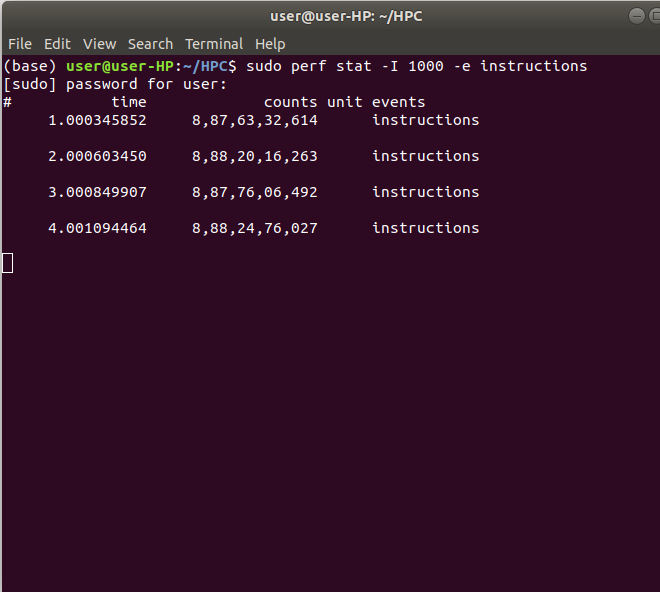 user@user-HP: ~/HPC
File Edit View Search Terminal Help
(base) user@user-HP:~/HPC$ sudo perf stat -I 1000 -e instructions
[sudo] password for user:
# time counts unit events
1.000345852 8,87,63,32,614 instructions
2.000603450 8,88,20,16,263 instructions
3.000849907 8,87,76,06,492 instructions
4.001094464 8,88,24,76,027 instructions